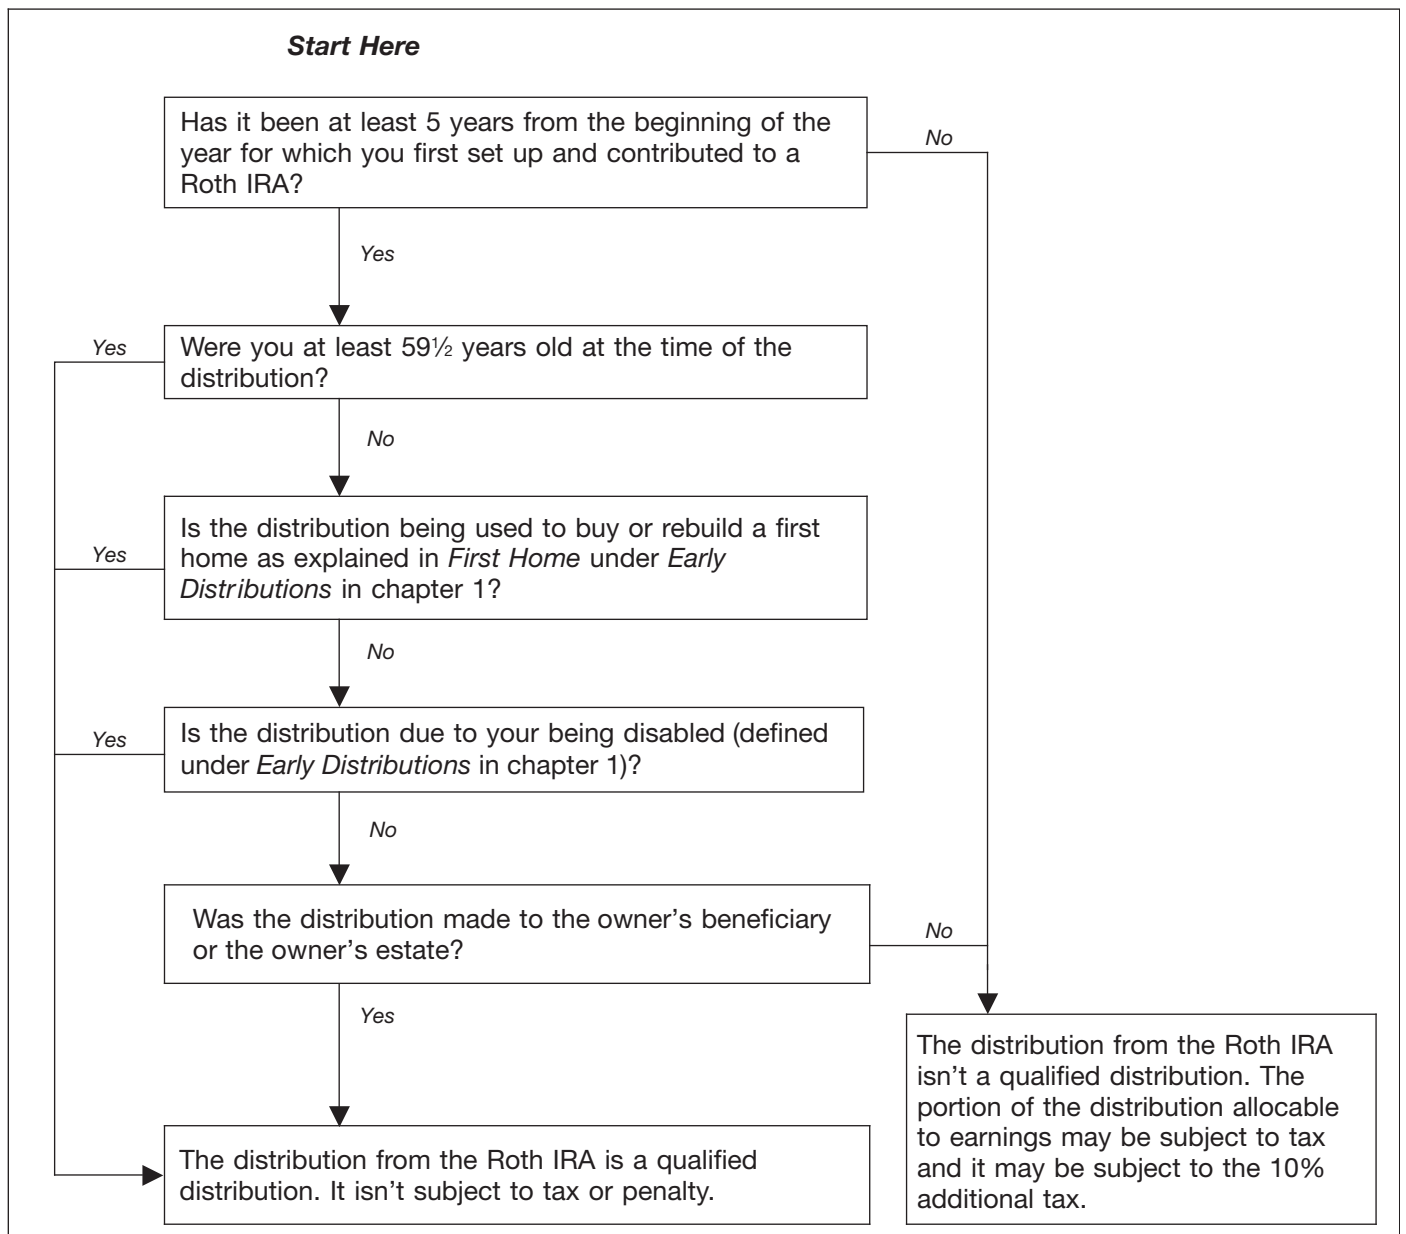 Start Here
Has it been at least 5 years from the beginning of the
year for which you first set up and contributed to a
Roth IRA?
No
Yes
Yes
Were you at least 59½ years old at the time of the
distribution?
No
Yes
Is the distribution being used to buy or rebuild a first
home as explained in First Home under Early
Distributions in chapter 1?
No
Yes
Is the distribution due to your being disabled (defined
under Early Distributions in chapter 1)?
No
Was the distribution made to the owner’s beneficiary
or the owner’s estate?
No
Yes
The distribution from the Roth IRA is a qualified
distribution. It isn’t subject to tax or penalty.
The distribution from the Roth IRA
isn’t a qualified distribution. The
portion of the distribution allocable
to earnings may be subject to tax
and it may be subject to the 10%
additional tax.